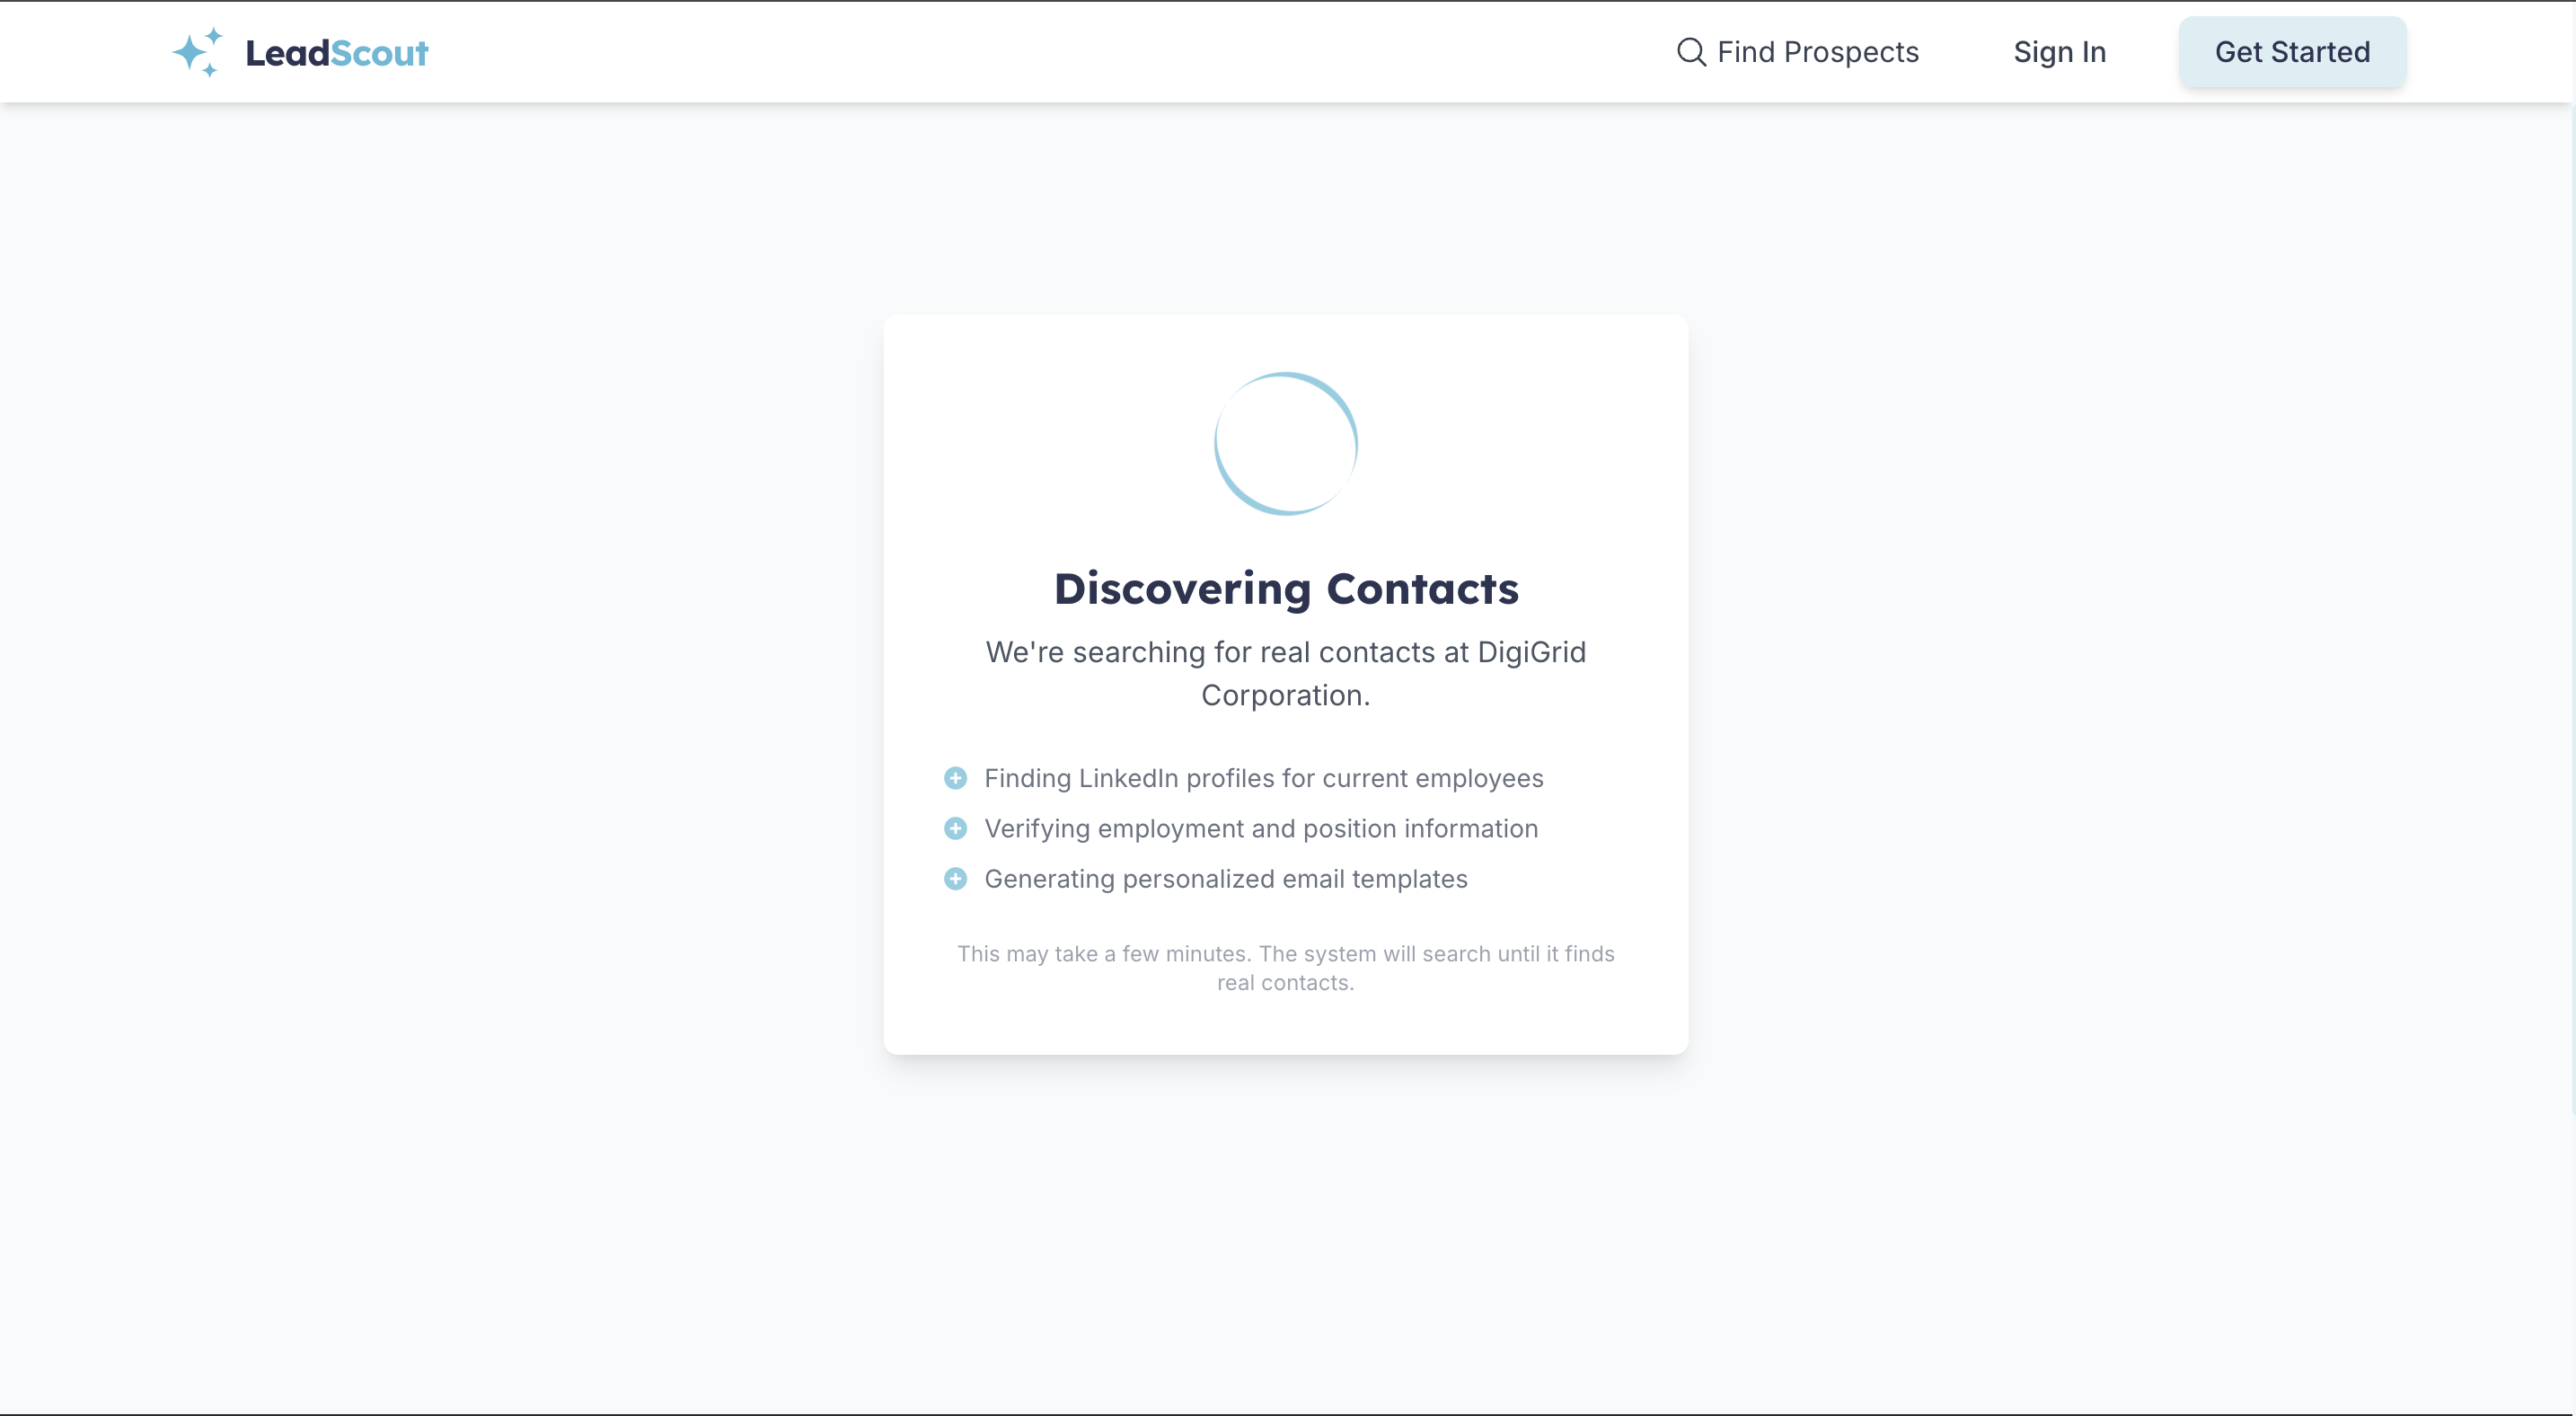 LeadScout
Find Prospects
Sign In
Get Started
Discovering Contacts
We're searching for real contacts at DigiGrid
Corporation.
Finding LinkedIn profiles for current employees
Verifying employment and position information
Generating personalized email templates
This may take a few minutes. The system will search until it finds
real contacts.